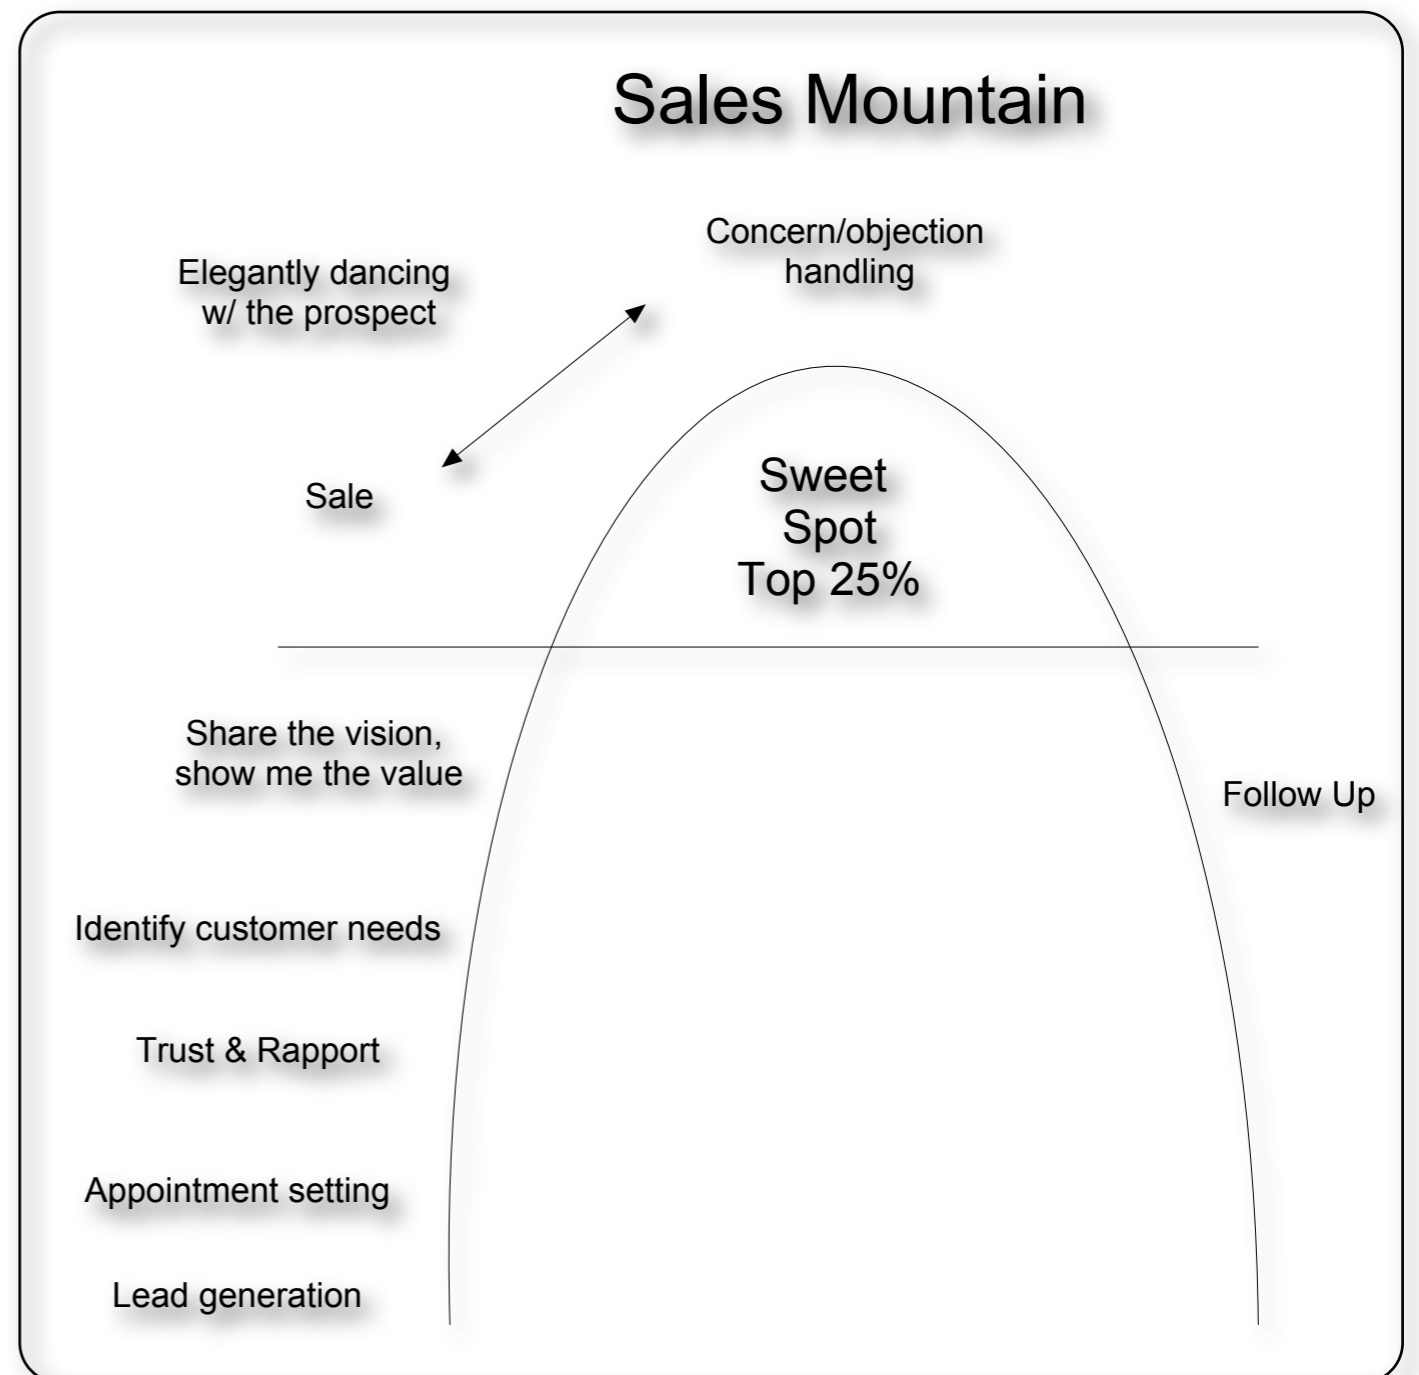 Sales Mountain
Concern/objection
handling
Elegantly dancing
w/ the prospect
Sale
Sweet
Spot
Top 25%
Share the vision,
show me the value
Follow Up
Identify customer needs
Trust & Rapport
Appointment setting
Lead generation